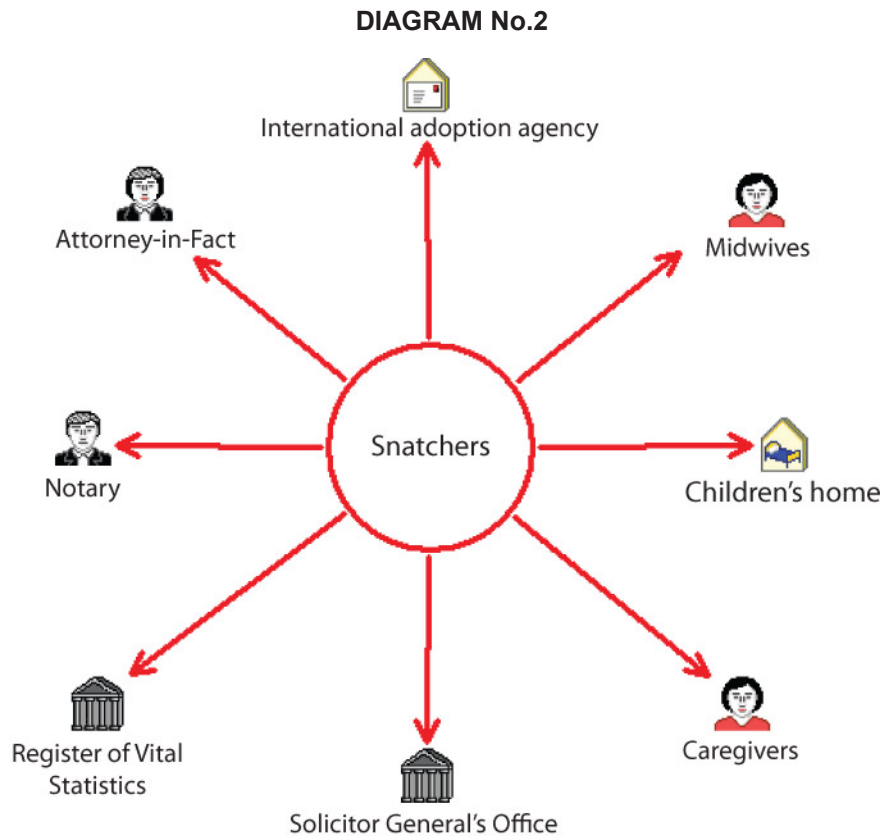 DIAGRAM No.2
International adoption agency
Attorney-in-Fact
Midwives
Snatchers
Notary
Children's home
Register of Vital
Statistics
Caregivers
Solicitor General's Office